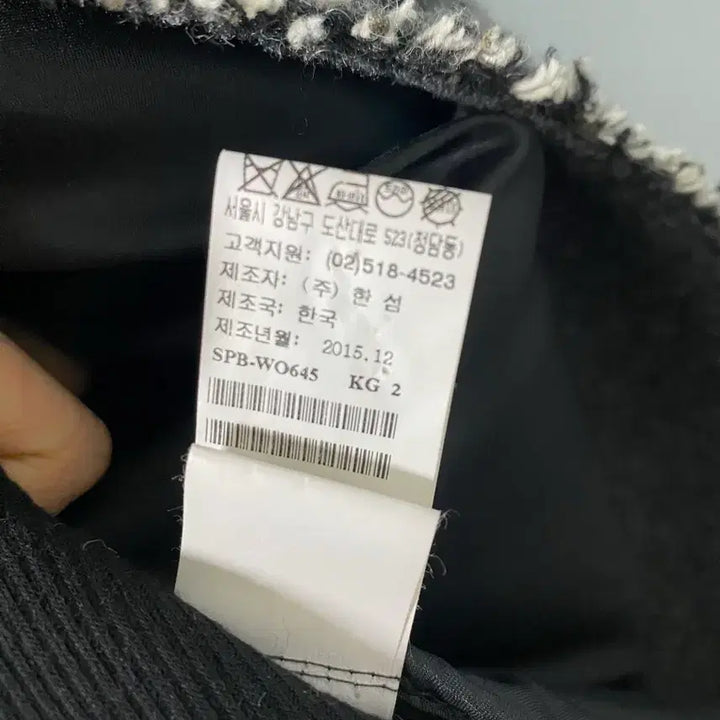 서울시 강남구 도산대로 523(청담동)
고객지원: (02)518-4523
제조자: (주) 한 섬
제조국: 한국
제조년월: 2015.12
SPB-WO645 KG 2